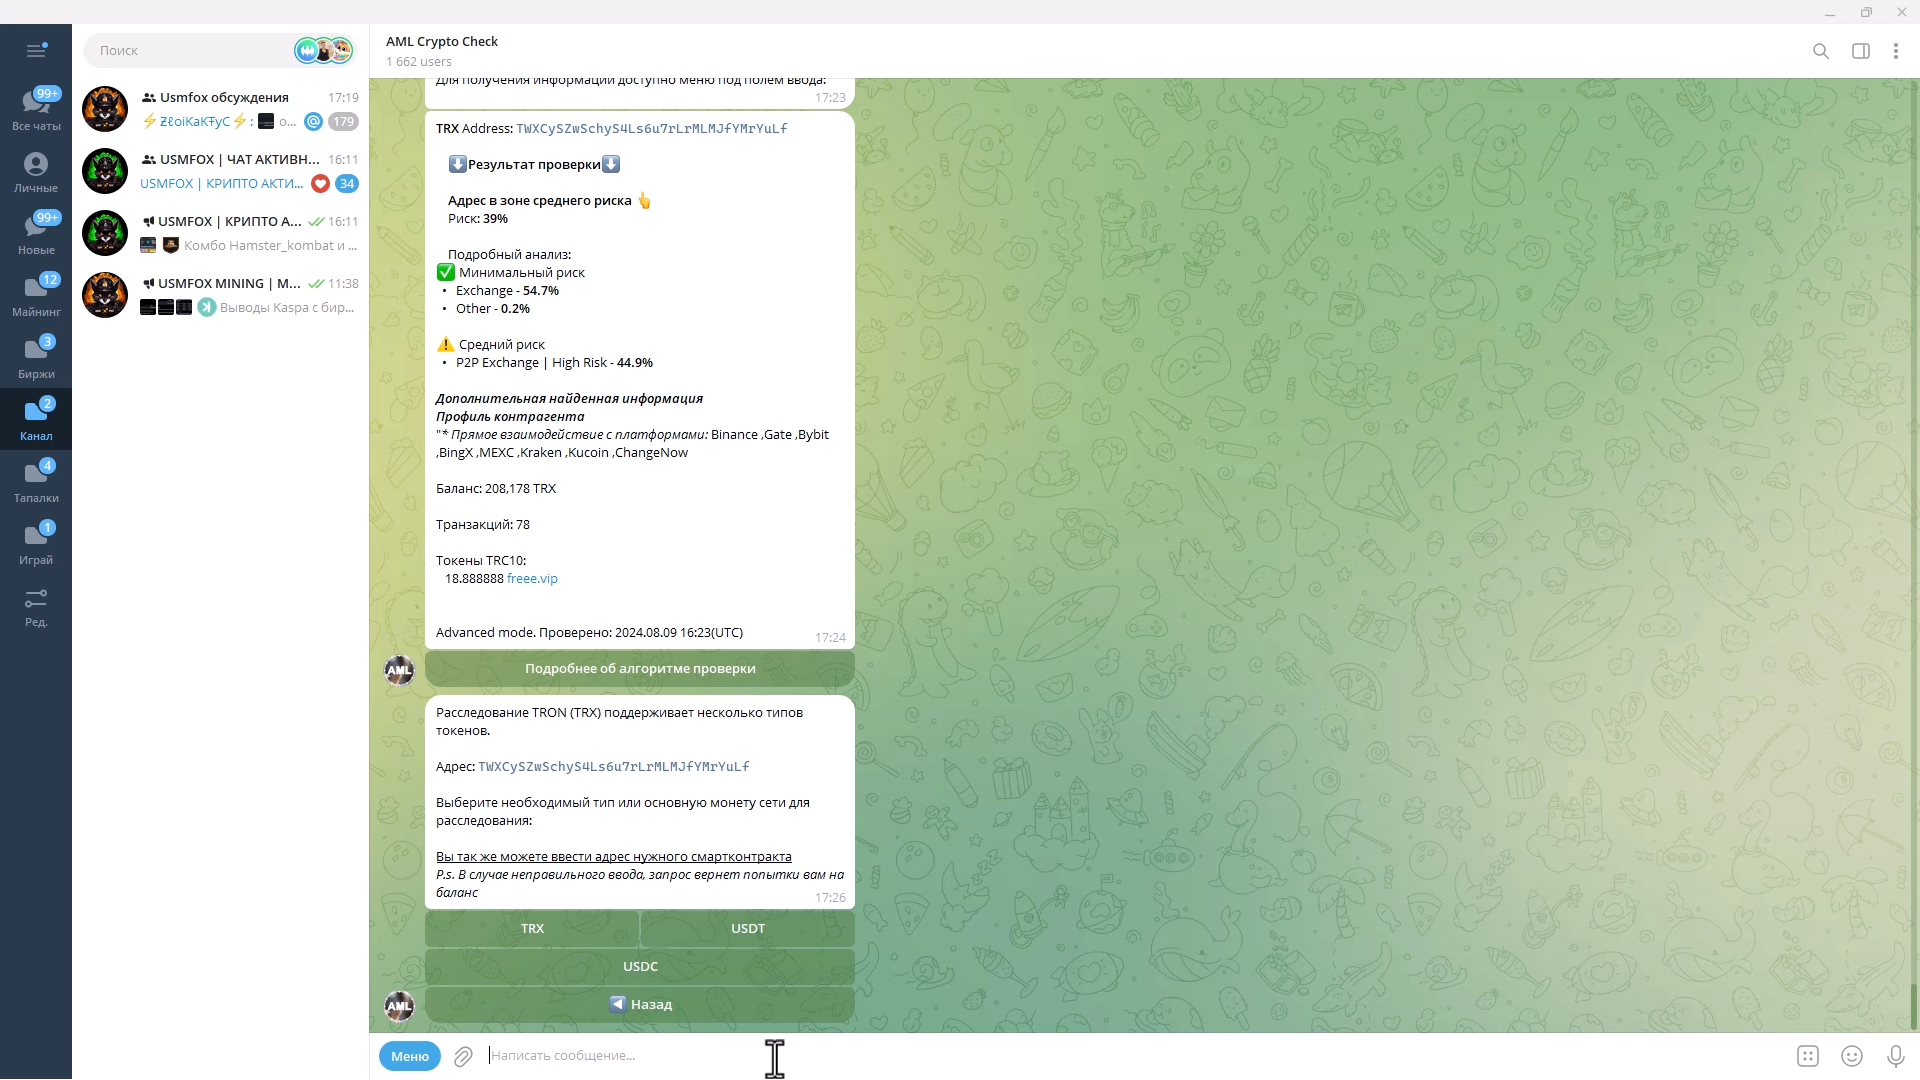 Поиск
99+
Все чаты
Личные
99+
Новые
12
Майнинг
3
Биржи
2
Канал
4
Тапалки
1
Играй
Ред.
Usmfox обсуждения 17:19
⚡ƵƐoiKaKŦyC⚡: о... @ 179
USMFOX | ЧАТ АКТИВН... 16:11
USMFOX | КРИПТО АКТИ... 34
USMFOX | КРИПТО А... 16:11
Комбо Hamster_kombat и ...
USMFOX MINING | М... 11:38
Выводы Kaspa с бир...
AML Crypto Check
1 662 users
Для получения информации доступно меню под полем ввода:
17:23
TRX Address: TWXCySZwSchyS4Ls6u7rLrMLMJfYMrYuLf
⬇️Результат проверки⬇️
Адрес в зоне среднего риска 👆
Риск: 39%
Подробный анализ:
✅ Минимальный риск
• Exchange - 54.7%
• Other - 0.2%
⚠️ Средний риск
• P2P Exchange | High Risk - 44.9%
Дополнительная найденная информация
Профиль контрагента
"* Прямое взаимодействие с платформами: Binance ,Gate ,Bybit
,BingX ,MEXC ,Kraken ,Kucoin ,ChangeNow
Баланс: 208,178 TRX
Транзакций: 78
Токены TRC10:
18.888888 freee.vip
Advanced mode. Проверено: 2024.08.09 16:23(UTC)
17:24
AML
Подробнее об алгоритме проверки
Расследование TRON (TRX) поддерживает несколько типов
токенов.
Адрес: TWXCySZwSchyS4Ls6u7rLrMLMJfYMrYuLf
Выберите необходимый тип или основную монету сети для
расследования:
Вы так же можете ввести адрес нужного смартконтракта
P.s. В случае неправильного ввода, запрос вернет попытки вам на
баланс
17:26
TRX USDT
USDC
AML
◀️ Назад
Меню
Написать сообщение...